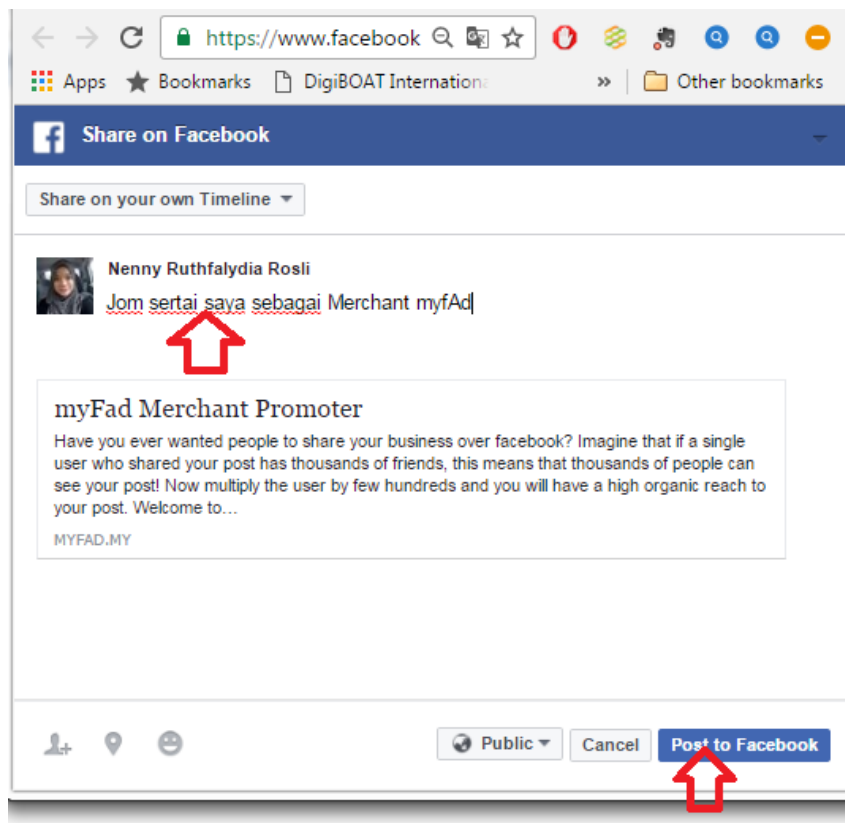 https://www.facebook
Apps Bookmarks DigiBOAT Internationa » Other bookmarks
f Share on Facebook
Share on your own Timeline
Nenny Ruthfalydia Rosli
Jom sertai saya sebagai Merchant myfAd
myFad Merchant Promoter
Have you ever wanted people to share your business over facebook? Imagine that if a single
user who shared your post has thousands of friends, this means that thousands of people can
see your post! Now multiply the user by few hundreds and you will have a high organic reach to
your post. Welcome to...
MYFAD.MY
Public Cancel Post to Facebook